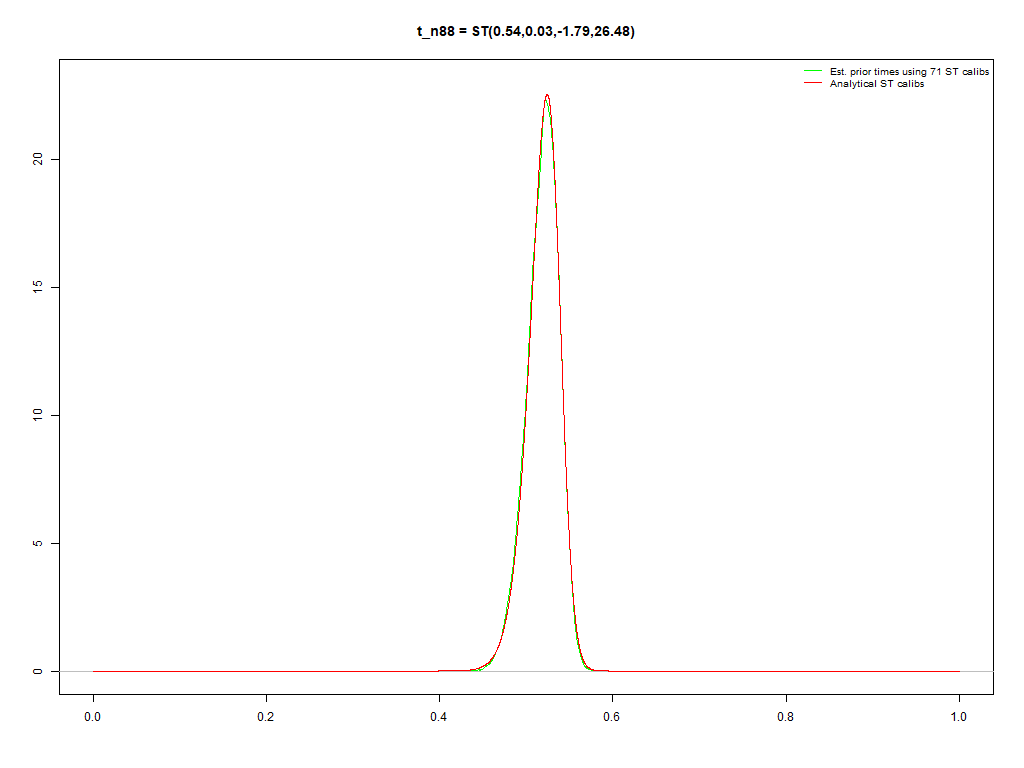 t_n88 = ST(0.54,0.03,-1.79,26.48)
Est. prior times using 71 ST calibs
Analytical ST calibs
20
15
10
5
0
0.0 0.2 0.4 0.6 0.8 1.0